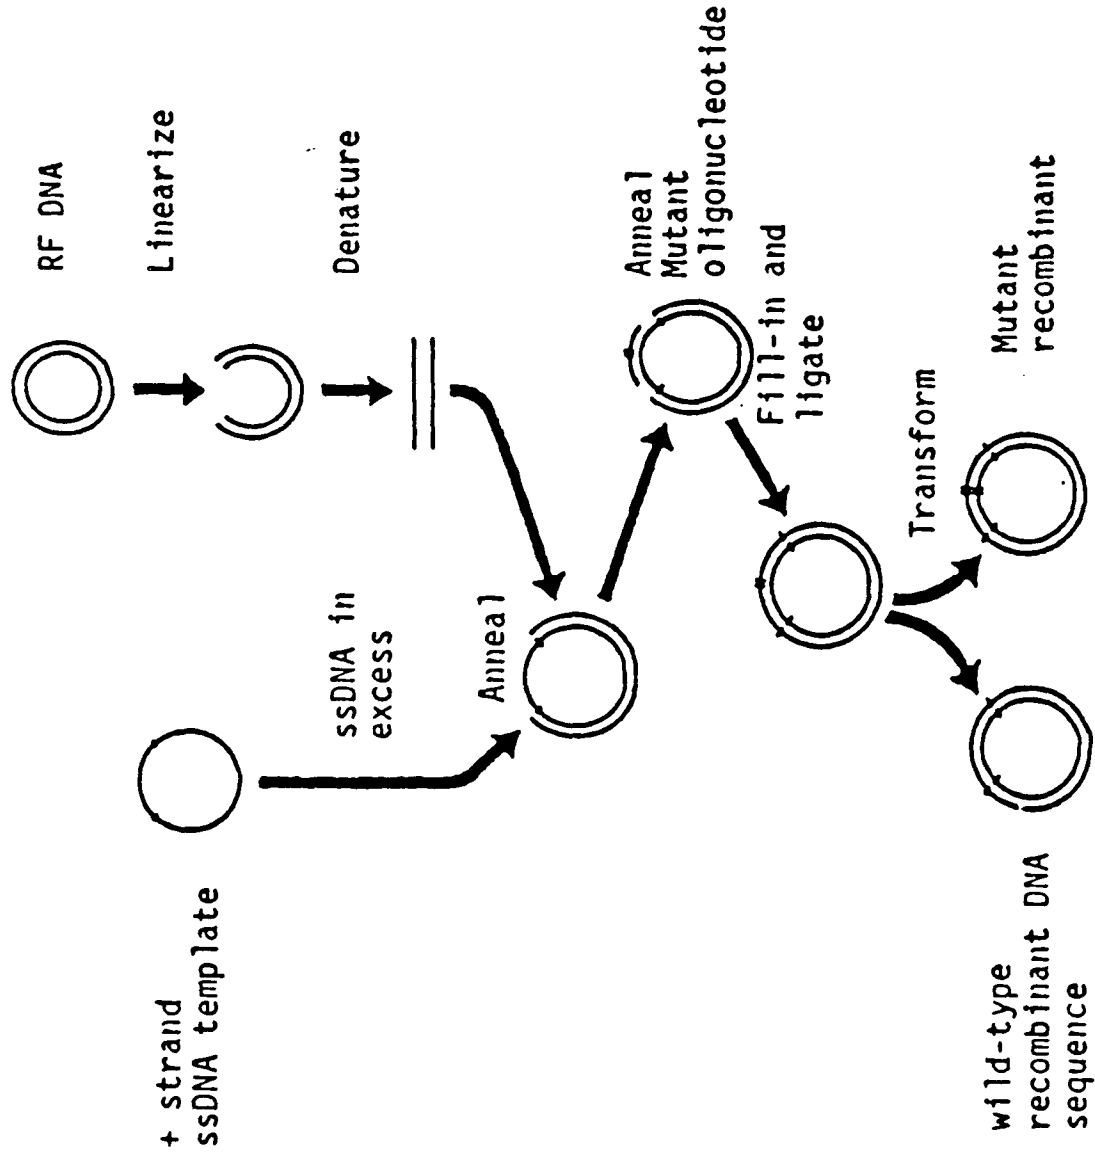 RF DNA
Linearize
Denature
+ strand
ssDNA template
ssDNA in
excess
Anneal
Anneal
Mutant
oligonucleotide
Fill-in and
ligate
Transform
wild-type
recombinant DNA
sequence
Mutant
recombinant